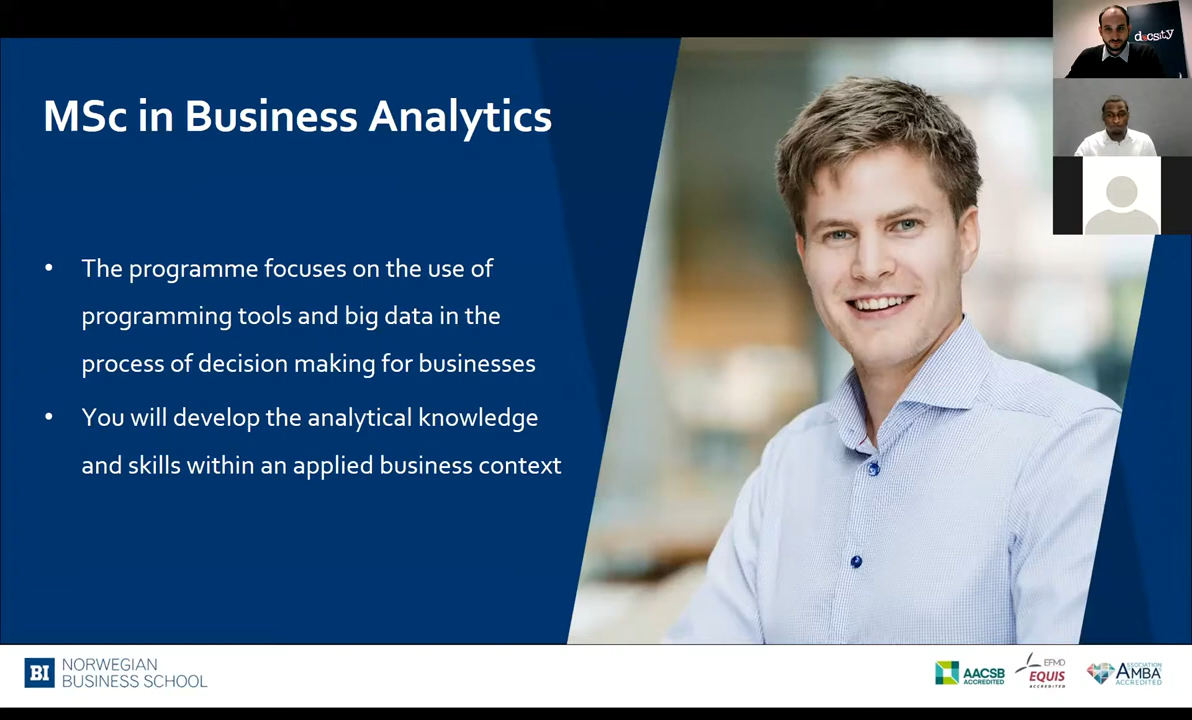 MSc in Business Analytics
docsity
• The programme focuses on the use of
programming tools and big data in the
process of decision making for businesses
• You will develop the analytical knowledge
and skills within an applied business context
BI
NORWEGIAN
BUSINESS SCHOOL
AACSB
ACCREDITED
EFMD
EQUIS
ACCREDITED
ASSOCIATION
AMBA
ACCREDITED